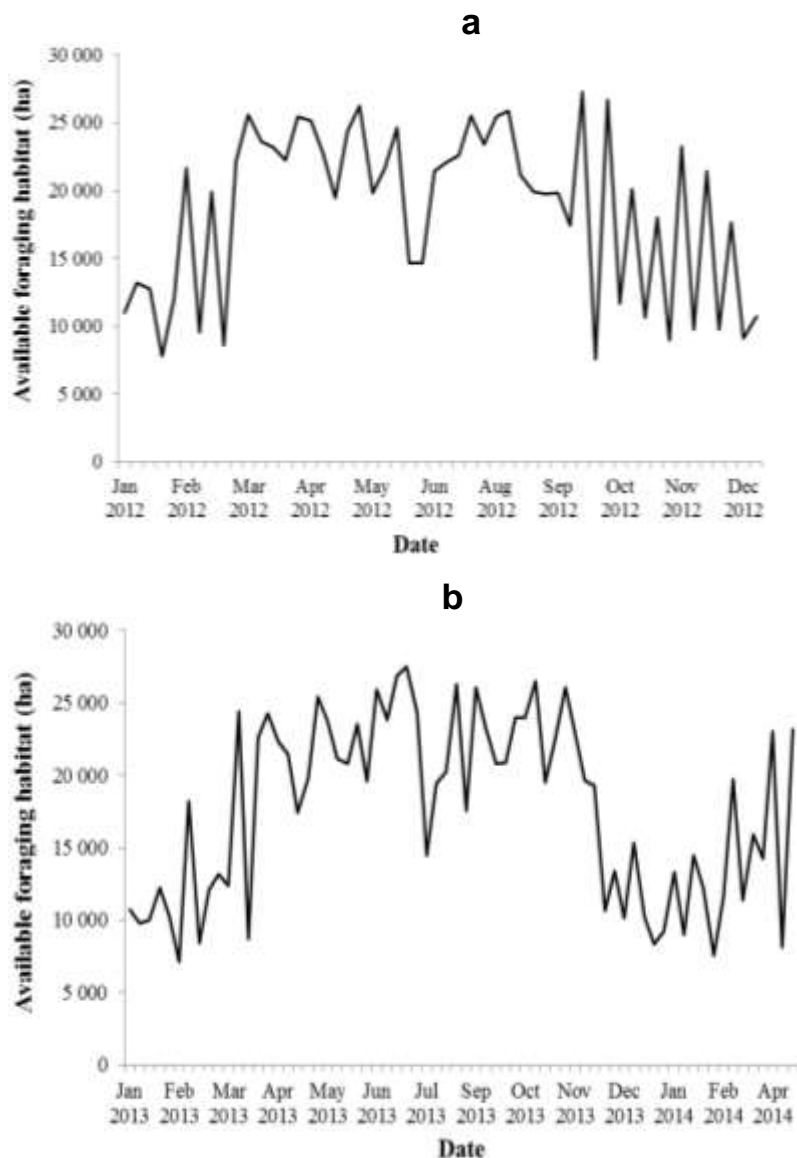 a
30 000
25 000
20 000
15 000
10 000
5 000
0
Available foraging habitat (ha)
Jan Feb Mar Apr May Jun Aug Sep Oct Nov Dec
2012 2012 2012 2012 2012 2012 2012 2012 2012 2012 2012
Date
b
30 000
25 000
20 000
15 000
10 000
5 000
0
Available foraging habitat (ha)
Jan Feb Mar Apr May Jun Jul Sep Oct Nov Dec Jan Feb Apr
2013 2013 2013 2013 2013 2013 2013 2013 2013 2013 2013 2014 2014 2014
Date